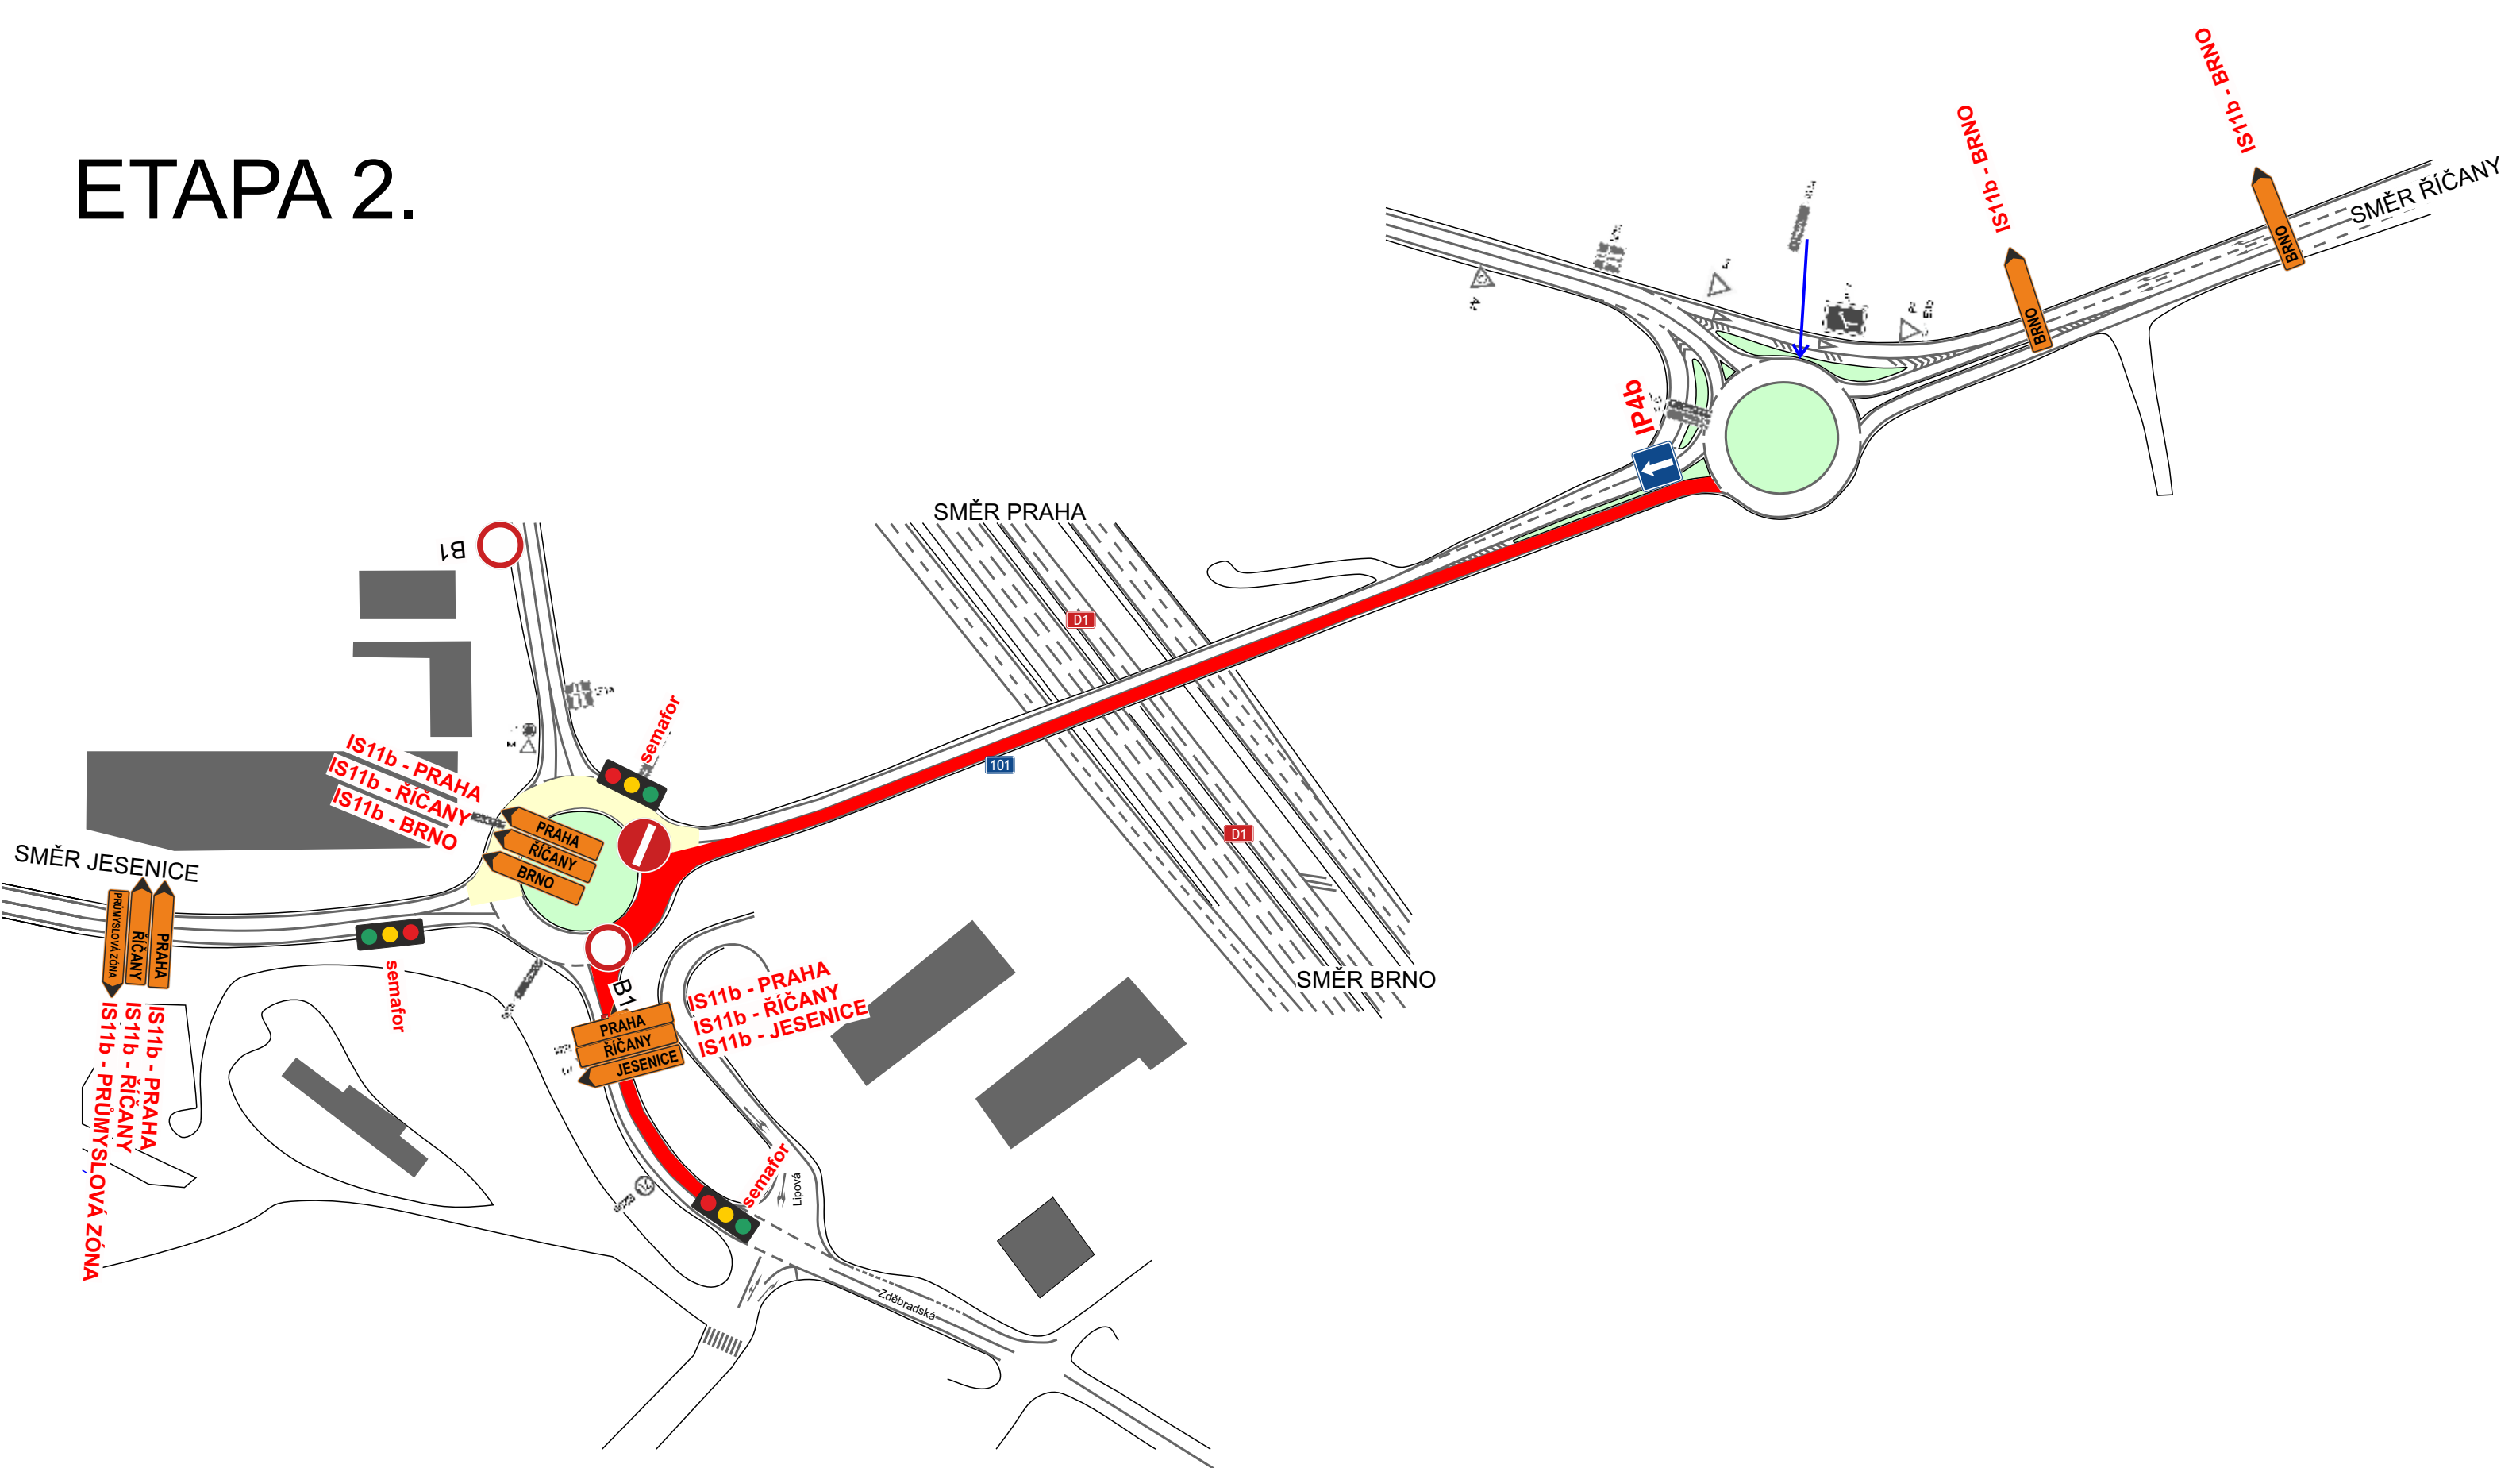 ETAPA 2.
IS11b - BRNO
IS11b - BRNO
SMĚR ŘÍČANY
BRNO
BRNO
IP4b
SMĚR PRAHA
B1
D1
semafor
101
IS11b - PRAHA
IS11b - ŘÍČANY
IS11b - BRNO
PRAHA
ŘÍČANY
BRNO
D1
SMĚR JESENICE
PRŮMYSLOVÁ ZÓNA
ŘÍČANY
PRAHA
semafor
IS11b - PRAHA
IS11b - ŘÍČANY
IS11b - PRŮMYSLOVÁ ZÓNA
B1
IS11b - PRAHA
IS11b - ŘÍČANY
IS11b - JESENICE
PRAHA
ŘÍČANY
JESENICE
SMĚR BRNO
semafor
Lipová
Zděbradská